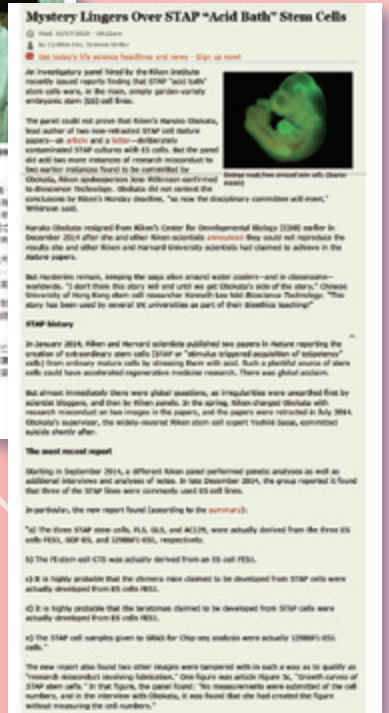 Mystery Lingers Over STAP "Acid Bath" Stem Cells
Get today's life science headlines and news - Sign up now!
An investigatory panel hired by the Riken Institute
recently issued reports finding that STAP "acid bath"
stem cells were, in the main, simply garden-variety
embryonic stem (ES) cell lines.
The panel could not prove that Riken's Haruko Obokata,
lead author of two now-retracted STAP cell Nature
papers—an article and a letter—deliberately
contaminated STAP cultures with ES cells. But the panel
did add two more instances of research misconduct to
two earlier instances found to be committed by
Obokata, Riken spokesperson Jens Wilkinson confirmed
to Bioscience Technology. Obokata did not contest the
conclusions by Riken's Monday deadline, "so now the disciplinary committee will meet,"
Wilkinson said.
Haruko Obokata resigned from Riken's Center for Developmental Biology (CDB) earlier in
December 2014 after she and other Riken scientists announced they could not reproduce the
results she and other Riken and Harvard University scientists had claimed to achieve in the
Nature papers.
But mysteries remain, keeping the saga alive around water coolers—and in classrooms—
worldwide. "I don't think this story will end until we get Obokata's side of the story," Chinese
University of Hong Kong stem cell researcher Kenneth Lee told Bioscience Technology. "This
story has been used by several UK universities as part of their Bioethics teaching!"
STAP history
In January 2014, Riken and Harvard scientists published two papers in Nature reporting the
creation of extraordinary stem cells (STAP or "stimulus triggered acquisition of totipotency"
cells) from ordinary mature cells by stressing them with acid. Such a plentiful source of stem
cells could have accelerated regenerative medicine research. There was global acclaim.
But almost immediately there were global questions, as irregularities were unearthed first by
scientist bloggers, and then by Riken panels. In the spring, Riken charged Obokata with
research misconduct on two images in the papers, and the papers were retracted in July 2014.
Obokata's supervisor, the widely-revered Riken stem cell expert Yoshiki Sasai, committed
suicide shortly after.
The most recent report
Starting in September 2014, a different Riken panel performed genetic analyses as well as
additional interviews and analyses of notes. In late December 2014, the group reported it found
that three of the STAP lines were commonly used ES cell lines.
In particular, the new report found (according to the summary):
"a) The three STAP stem cells, FLS, GLS, and AC129, were actually derived from the three ES
cells FES1, GOF-ES, and 129B6F1-ES1, respectively.
b) The FI-stem cell CTS was actually derived from an ES cell FES1.
c) It is highly probable that the chimera mice claimed to be developed from STAP cells were
actually developed from ES cells FES1.
d) It is highly probable that the teratomas claimed to be developed from STAP cells were
actually developed from ES cells FES1.
e) The STAP cell samples given to GRAS for Chip-seq analysis were actually 129B6F1-ES1
cells."
The new report also found two other images were tampered with in such a way as to qualify as
"research misconduct involving fabrication." One figure was article Figure 5c, "Growth curves of
STAP stem cells." In that figure, the panel found: "No measurements were submitted of the cell
numbers, and in the interview with Obokata, it was found that she had created the figure
without measuring the cell numbers."